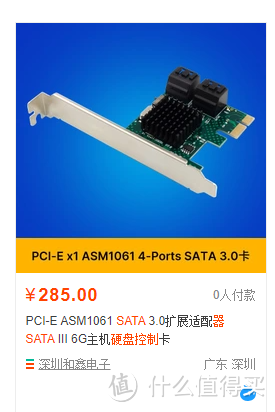 PCI-E x1 ASM1061 4-Ports SATA 3.0卡
¥285.00
0人付款
PCI-E ASM1061 SATA 3.0扩展适配器
SATA III 6G主机硬盘控制卡
深圳和鑫电子
广东 深圳
值 什么值得买